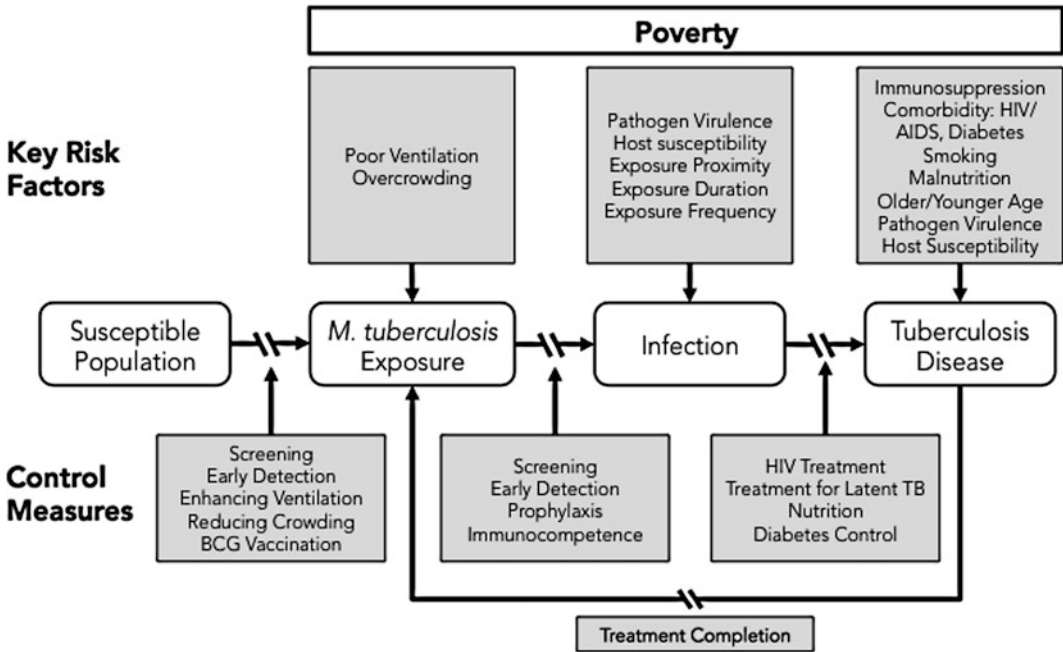 Poverty
Key Risk
Factors
Poor Ventilation
Overcrowding
Pathogen Virulence
Host susceptibility
Exposure Proximity
Exposure Duration
Exposure Frequency
Immunosuppression
Comorbidity: HIV/
AIDS, Diabetes
Smoking
Malnutrition
Older/Younger Age
Pathogen Virulence
Host Susceptibility
Susceptible
Population
M. tuberculosis
Exposure
Infection
Tuberculosis
Disease
Control
Measures
Screening
Early Detection
Enhancing Ventilation
Reducing Crowding
BCG Vaccination
Screening
Early Detection
Prophylaxis
Immunocompetence
HIV Treatment
Treatment for Latent TB
Nutrition
Diabetes Control
Treatment Completion